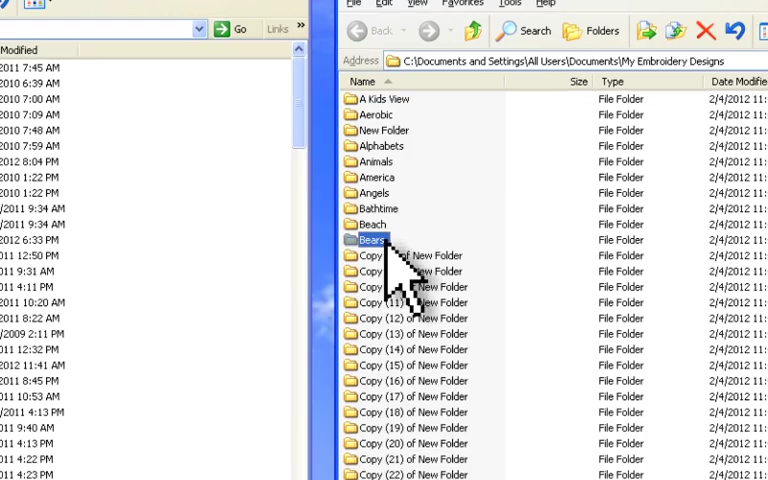 File Edit View Favorites Tools Help
Go Links »
Back Search Folders
Address C:\Documents and Settings\All Users\Documents\My Embroidery Designs
Modified
Name Size Type Date Modifie
2011 7:45 AM
2010 6:39 AM
2010 7:00 AM
2010 7:09 AM
2010 7:48 AM
2010 7:59 AM
2012 8:04 PM
2010 1:22 PM
2010 1:22 PM
/2011 9:34 AM
/2011 9:34 AM
2012 6:33 PM
011 12:50 PM
011 9:31 AM
011 4:11 PM
2011 10:20 AM
2011 8:22 AM
/2009 2:11 PM
011 12:32 PM
2012 11:41 AM
2011 8:45 PM
011 10:53 AM
/2011 4:13 PM
011 9:40 AM
011 4:13 PM
011 4:22 PM
011 4:23 PM
A Kids View File Folder 2/4/2012 11:
Aerobic File Folder 2/4/2012 11:
New Folder File Folder 2/4/2012 11:
Alphabets File Folder 2/4/2012 11:
Animals File Folder 2/4/2012 11:
America File Folder 2/4/2012 11:
Angels File Folder 2/4/2012 11:
Bathtime File Folder 2/4/2012 11:
Beach File Folder 2/4/2012 11:
Bears File Folder 2/4/2012 11:
Copy of New Folder File Folder 2/4/2012 11:
Copy Folder File Folder 2/4/2012 11:
Copy of New Folder File Folder 2/4/2012 11:
Copy (11) of New Folder File Folder 2/4/2012 11:
Copy (12) of New Folder File Folder 2/4/2012 11:
Copy (13) of New Folder File Folder 2/4/2012 11:
Copy (14) of New Folder File Folder 2/4/2012 11:
Copy (15) of New Folder File Folder 2/4/2012 11:
Copy (16) of New Folder File Folder 2/4/2012 11:
Copy (17) of New Folder File Folder 2/4/2012 11:
Copy (18) of New Folder File Folder 2/4/2012 11:
Copy (19) of New Folder File Folder 2/4/2012 11:
Copy (20) of New Folder File Folder 2/4/2012 11:
Copy (21) of New Folder File Folder 2/4/2012 11:
Copy (22) of New Folder File Folder 2/4/2012 11: